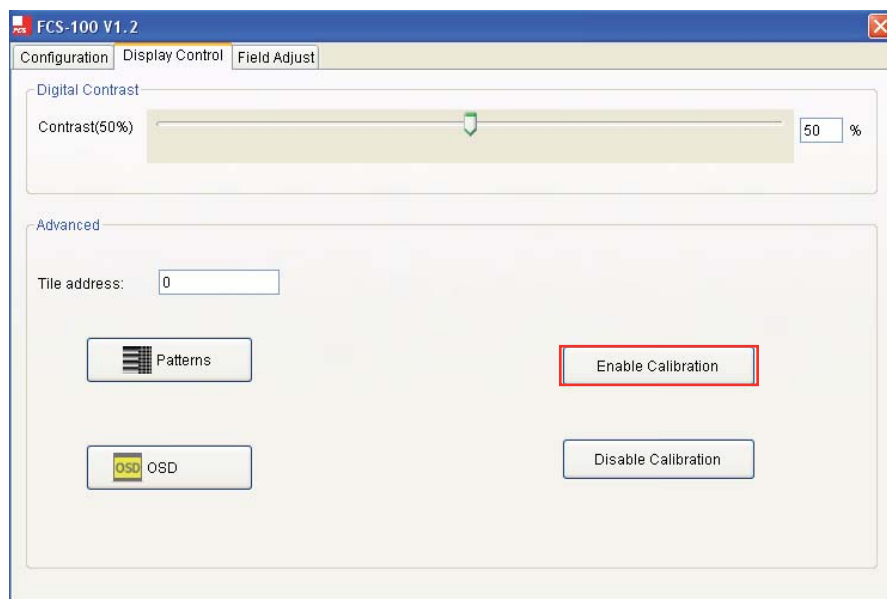 FCS FCS-100 V1.2
Configuration Display Control Field Adjust
Digital Contrast
Contrast(50%) 50 %
Advanced
Tile address: 0
Patterns
Enable Calibration
OSD OSD
Disable Calibration